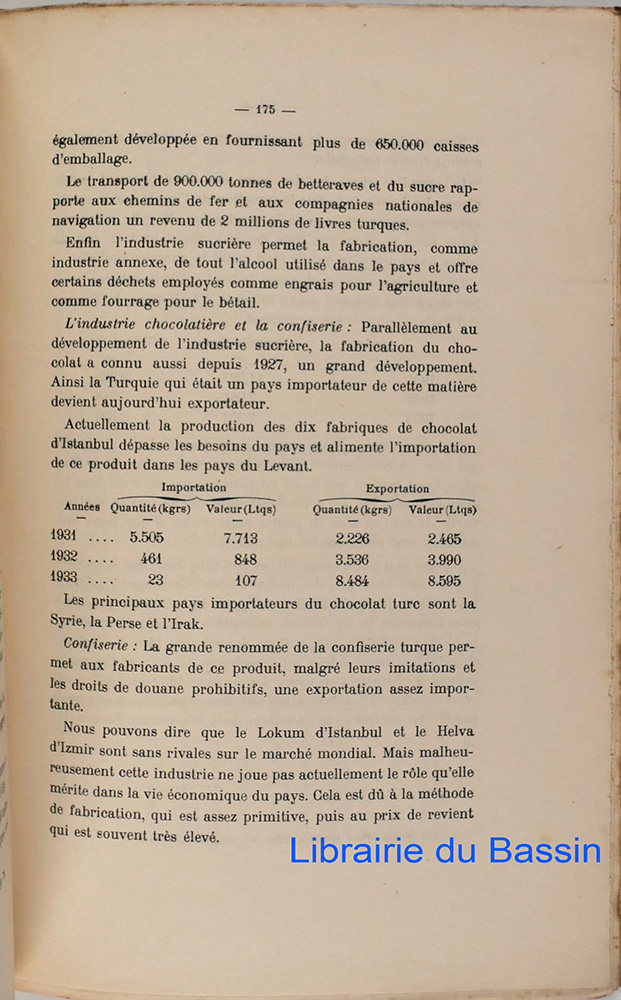 — 175 —
également développée en fournissant plus de 650.000 caisses
d'emballage.
Le transport de 900.000 tonnes de betteraves et du sucre rap-
porte aux chemins de fer et aux compagnies nationales de
navigation un revenu de 2 millions de livres turques.
Enfin l'industrie sucrière permet la fabrication, comme
industrie annexe, de tout l'alcool utilisé dans le pays et offre
certains déchets employés comme engrais pour l'agriculture et
comme fourrage pour le bétail.
L'industrie chocolatière et la confiserie : Parallèlement au
développement de l'industrie sucrière, la fabrication du cho-
colat a connu aussi depuis 1927, un grand développement.
Ainsi la Turquie qui était un pays importateur de cette matière
devient aujourd'hui exportateur.
Actuellement la production des dix fabriques de chocolat
d'Istanbul dépasse les besoins du pays et alimente l'importation
de ce produit dans les pays du Levant.
Importation Exportation
Années Quantité (kgrs) Valeur (Ltqs) Quantité (kgrs) Valeur (Ltqs)
1931 .... 5.505 7.713 2.226 2.465
1932 .... 461 848 3.536 3.990
1933 .... 23 107 8.484 8.595
Les principaux pays importateurs du chocolat turc sont la
Syrie, la Perse et l'Irak.
Confiserie : La grande renommée de la confiserie turque per-
met aux fabricants de ce produit, malgré leurs imitations et
les droits de douane prohibitifs, une exportation assez impor-
tante.
Nous pouvons dire que le Lokum d'Istanbul et le Helva
d'Izmir sont sans rivales sur le marché mondial. Mais malheu-
reusement cette industrie ne joue pas actuellement le rôle qu'elle
mérite dans la vie économique du pays. Cela est dû à la méthode
de fabrication, qui est assez primitive, puis au prix de revient
qui est souvent très élevé.
Librairie du Bassin